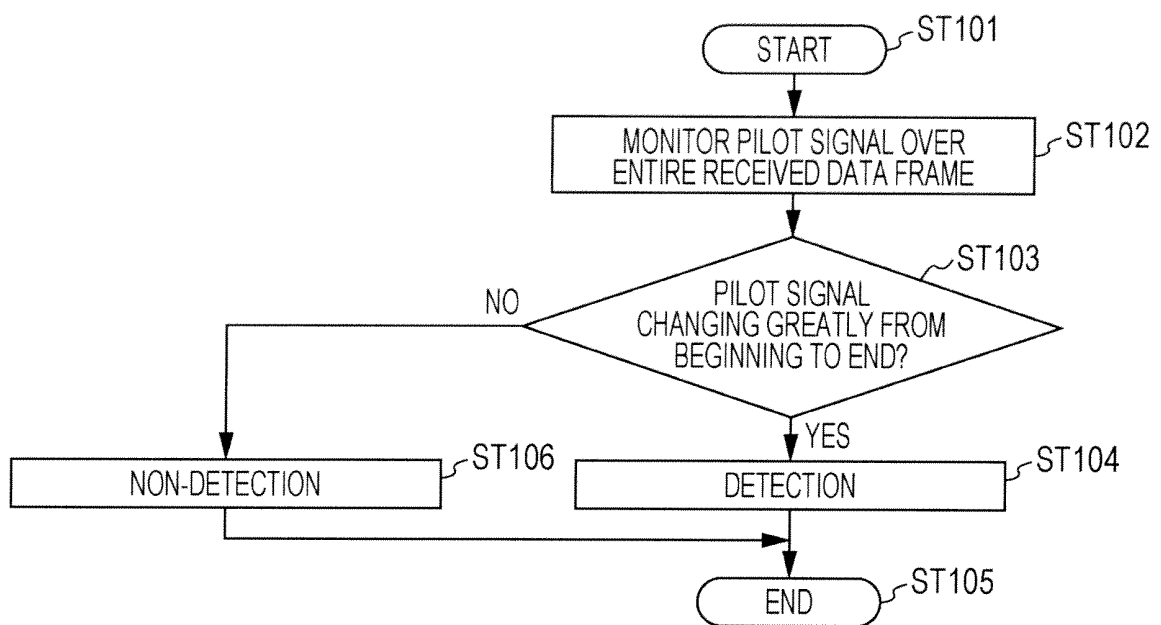 START
ST101
MONITOR PILOT SIGNAL OVER
ENTIRE RECEIVED DATA FRAME
ST102
ST103
PILOT SIGNAL
CHANGING GREATLY FROM
BEGINNING TO END?
NO
YES
NON-DETECTION
ST106
DETECTION
ST104
END
ST105